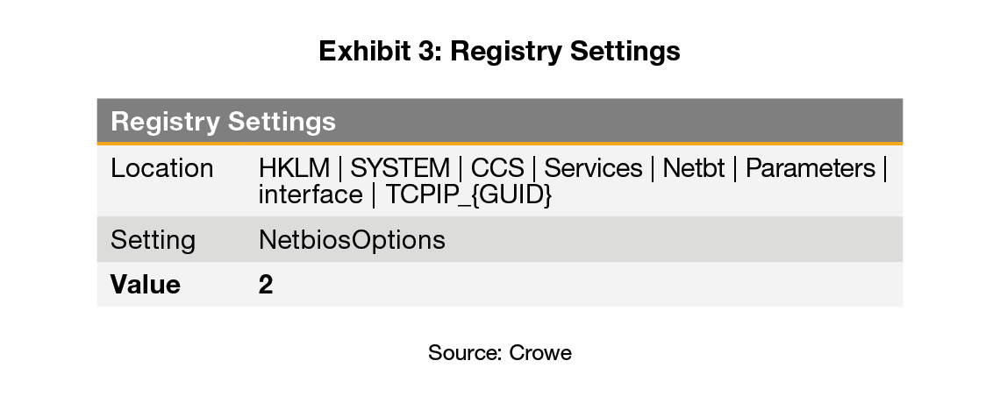 Exhibit 3: Registry Settings
Registry Settings
Location HKLM | SYSTEM | CCS | Services | Netbt | Parameters |
interface | TCPIP_{GUID}
Setting NetbiosOptions
Value 2
Source: Crowe